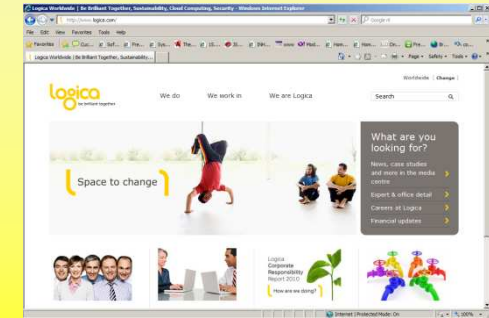 Logica Worldwide | Be Brilliant Together, Sustainability, Cloud Computing, Security - Windows Internet Explorer
http://www.logica.com/
File Edit View Favorites Tools Help
Favorites
Logica Worldwide | Be Brilliant Together, Sustainability,...
Page Safety Tools
Worldwide | Change
logica
be brilliant together
We do We work in We are Logica
Search
Space to change
What are you
looking for?
News, case studies
and more in the media
centre
Expert & office detail
Careers at Logica
Financial updates
Logica
Corporate
Responsibility
Report 2010
How are we doing?
Internet | Protected Mode: On
100%